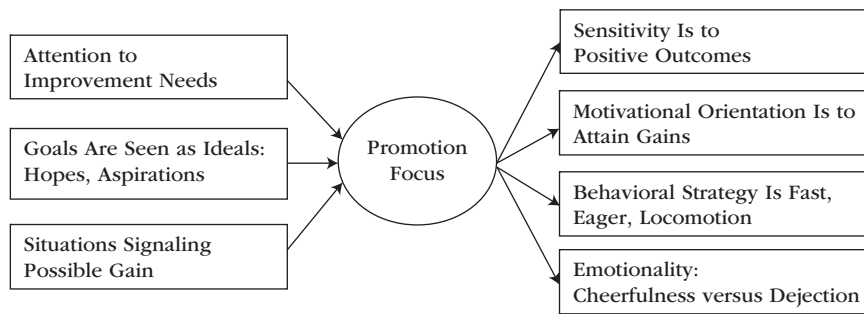 Attention to
Improvement Needs
Goals Are Seen as Ideals:
Hopes, Aspirations
Situations Signaling
Possible Gain
Promotion
Focus
Sensitivity Is to
Positive Outcomes
Motivational Orientation Is to
Attain Gains
Behavioral Strategy Is Fast,
Eager, Locomotion
Emotionality:
Cheerfulness versus Dejection